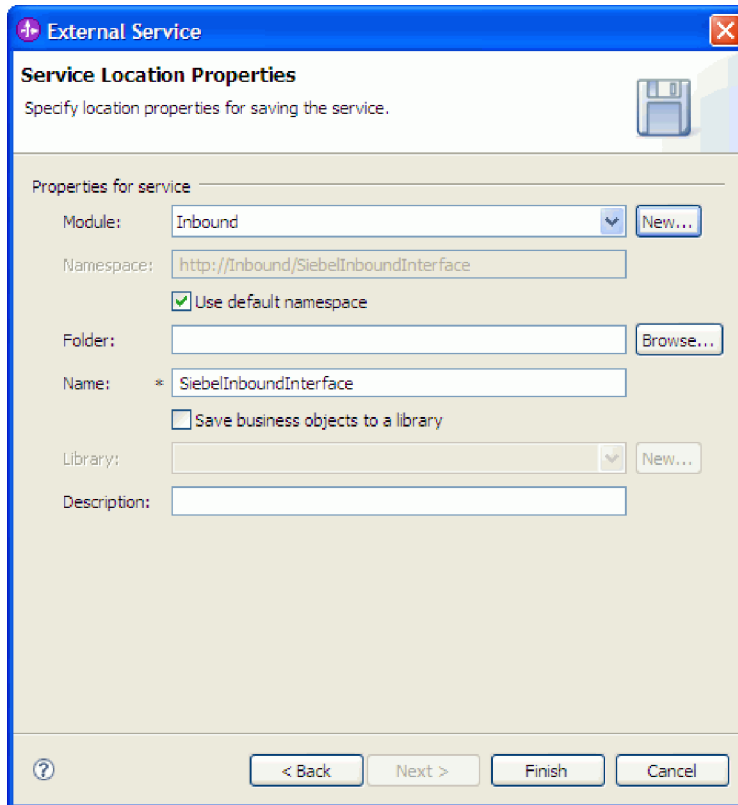 External Service
Service Location Properties
Specify location properties for saving the service.
Properties for service
Module: Inbound New...
Namespace: http://Inbound/SiebelInboundInterface
Use default namespace
Folder: Browse...
Name: * SiebelInboundInterface
Save business objects to a library
Library: New...
Description:
? < Back Next > Finish Cancel